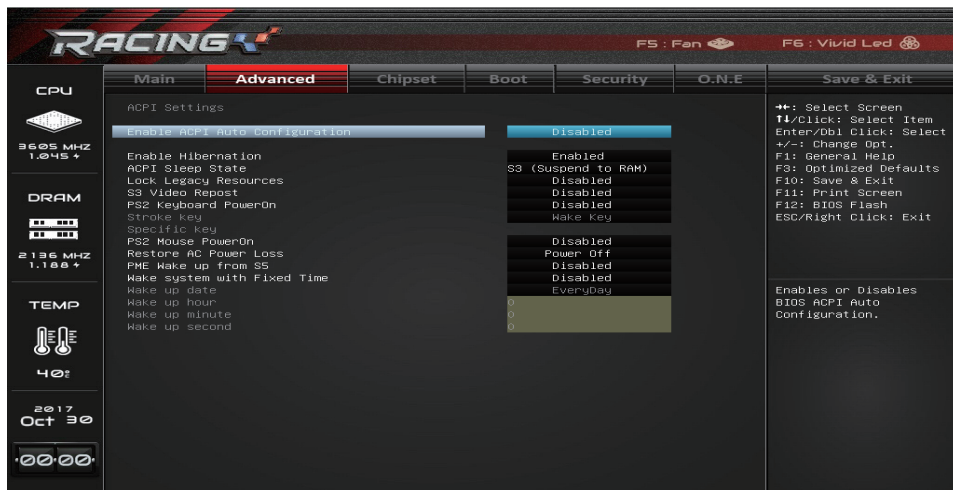 RACING
F5 : Fan
F6 : Vivid Led
Main Advanced Chipset Boot Security O.N.E Save & Exit
CPU
3605 MHZ
1.045 V
DRAM
2136 MHZ
1.188 V
TEMP
40℃
2017
Oct 30
00:00
ACPI Settings
Enable ACPI Auto Configuration Disabled
Enable Hibernation Enabled
ACPI Sleep State S3 (Suspend to RAM)
Lock Legacy Resources Disabled
S3 Video Repost Disabled
PS2 Keyboard PowerOn Disabled
Stroke key Wake Key
Specific key
PS2 Mouse PowerOn Disabled
Restore AC Power Loss Power Off
PME Wake up from S5 Disabled
Wake system with Fixed Time Disabled
Wake up date EveryDay
Wake up hour 0
Wake up minute 0
Wake up second 0
→←: Select Screen
↑↓/Click: Select Item
Enter/Dbl Click: Select
+/-: Change Opt.
F1: General Help
F3: Optimized Defaults
F10: Save & Exit
F11: Print Screen
F12: BIOS Flash
ESC/Right Click: Exit
Enables or Disables
BIOS ACPI Auto
Configuration.